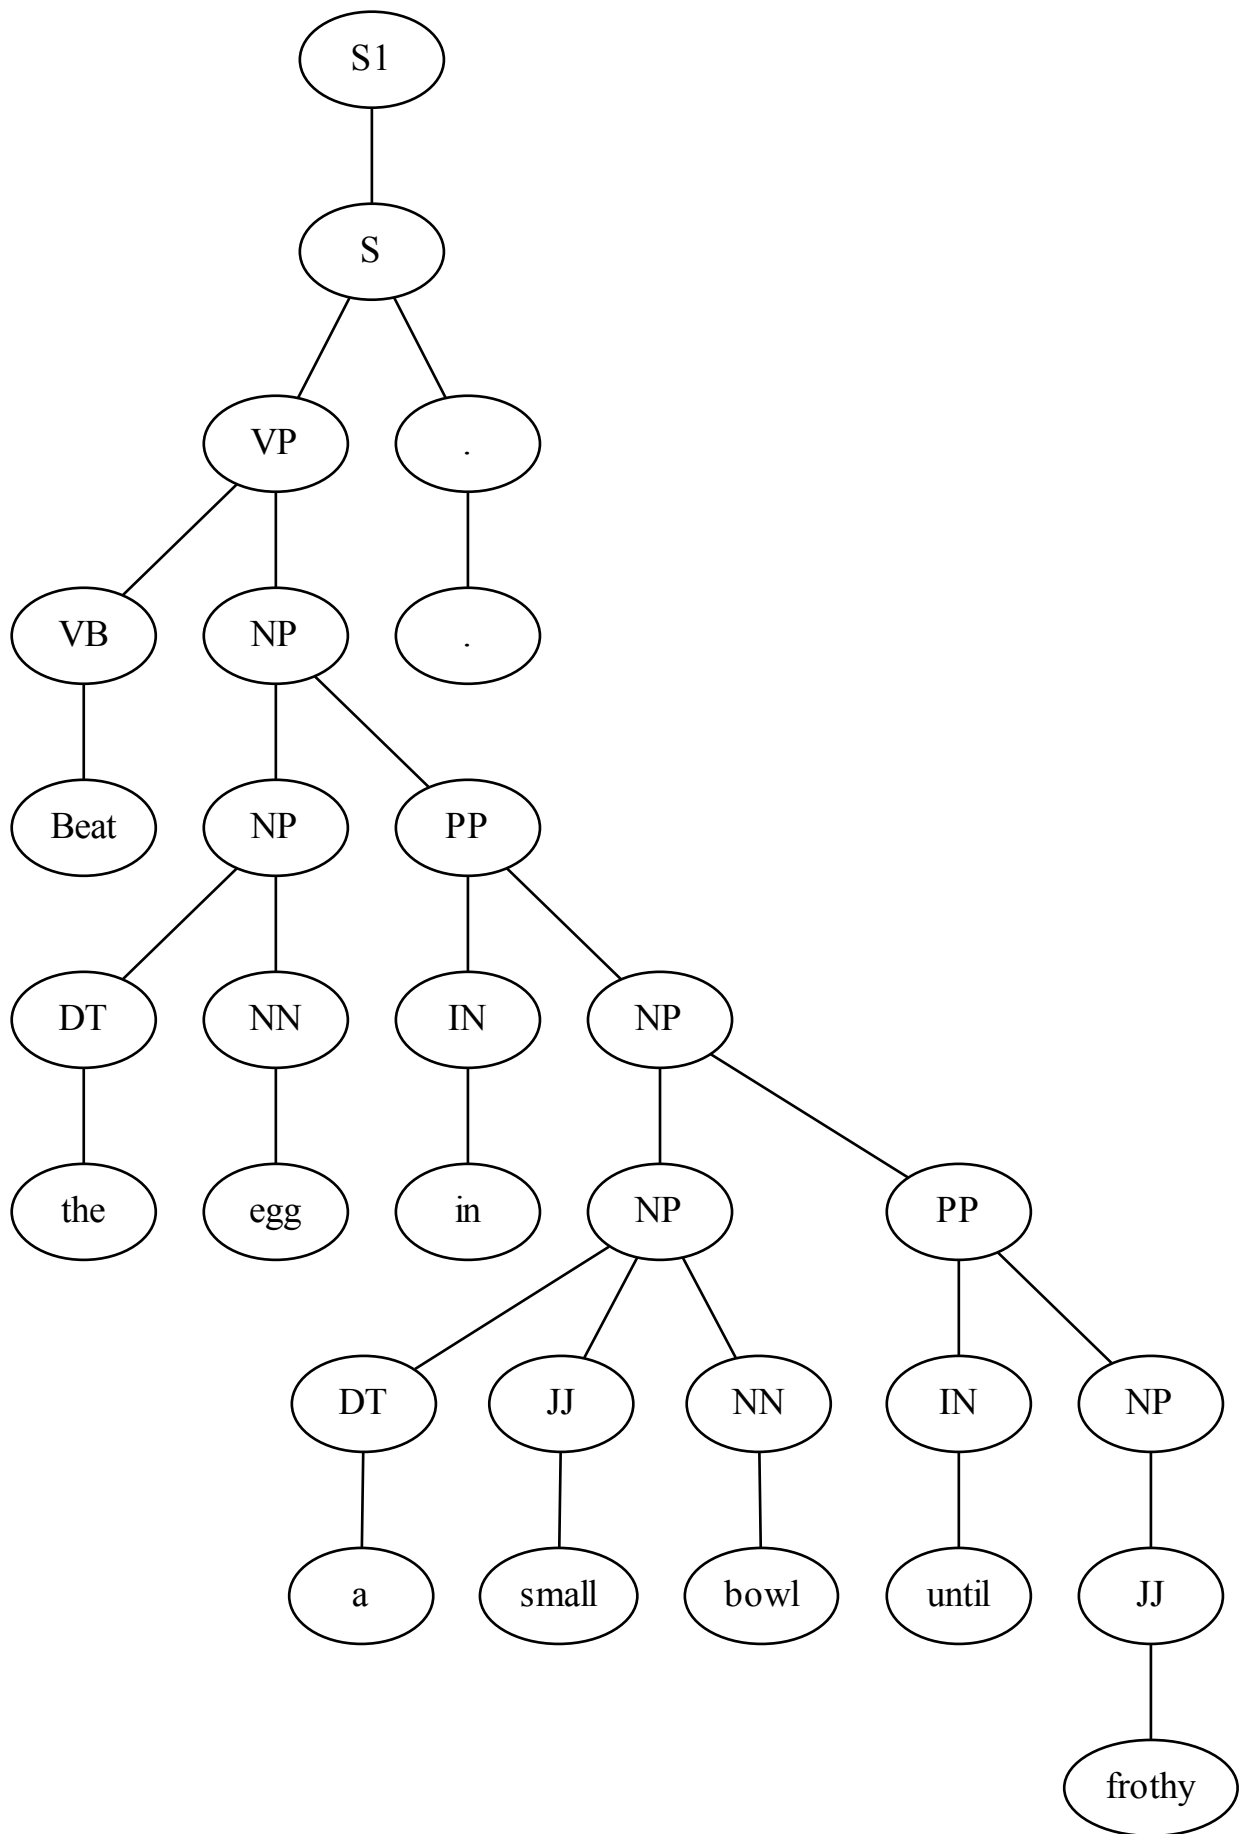 S1
S
VP .
VB NP .
Beat NP PP
DT NN IN NP
the egg in NP PP
DT JJ NN IN NP
a small bowl until JJ
frothy